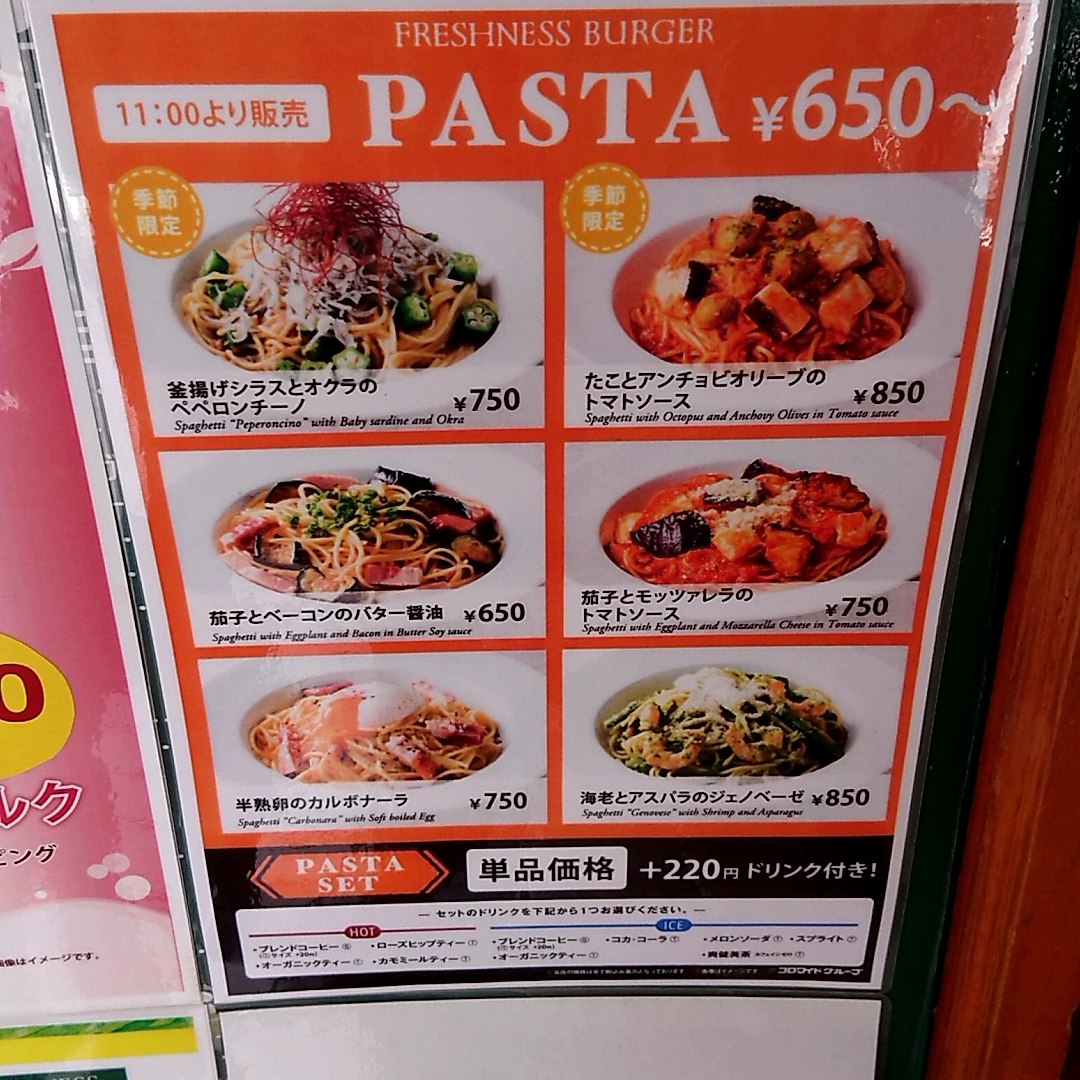 FRESHNESS BURGER
11:00より販売
PASTA ¥650〜
季節
限定
釜揚げシラスとオクラの
ペペロンチーノ ¥750
Spaghetti "Peperoncino" with Baby sardine and Okra
季節
限定
たことアンチョビオリーブの
トマトソース ¥850
Spaghetti with Octopus and Anchovy Olives in Tomato sauce
茄子とベーコンのバター醤油 ¥650
Spaghetti with Eggplant and Bacon in Butter Soy sauce
茄子とモッツァレラの
トマトソース ¥750
Spaghetti with Eggplant and Mozzarella Cheese in Tomato sauce
半熟卵のカルボナーラ ¥750
Spaghetti "Carbonara" with Soft boiled Egg
海老とアスパラのジェノベーゼ ¥850
Spaghetti "Genovese" with Shrimp and Asparagus
PASTA
SET
単品価格 +220円 ドリンク付き!
― セットのドリンクを下記から1つお選びください。―
HOT
・ブレンドコーヒー Ⓢ ・ローズヒップティー Ⓣ
・オーガニックティー Ⓣ ・カモミールティー Ⓣ
ICE
・ブレンドコーヒー Ⓢ ・コカ・コーラ Ⓣ ・メロンソーダ Ⓣ ・スプライト Ⓣ
・オーガニックティー Ⓣ ・爽健美茶
コロワイドグループ
0
ルク
ピング
像はイメージです。